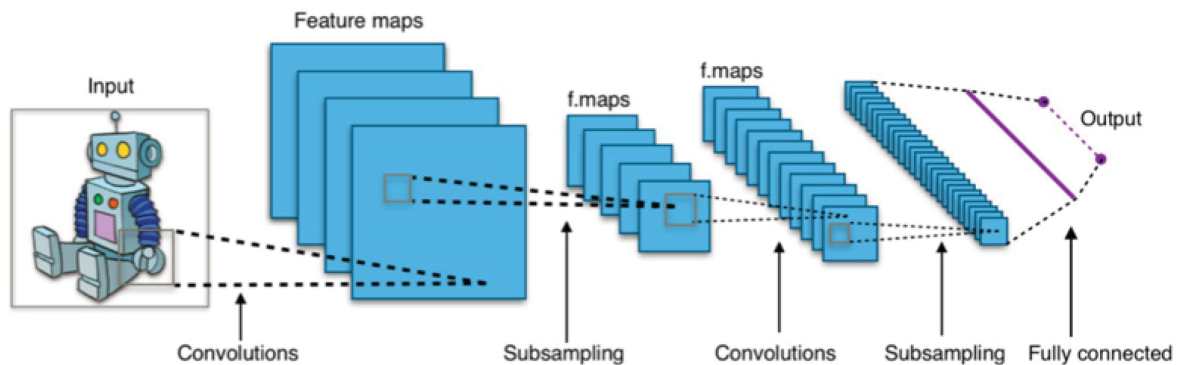 Feature maps
Input
f.maps
f.maps
Output
Convolutions
Subsampling
Convolutions
Subsampling
Fully connected